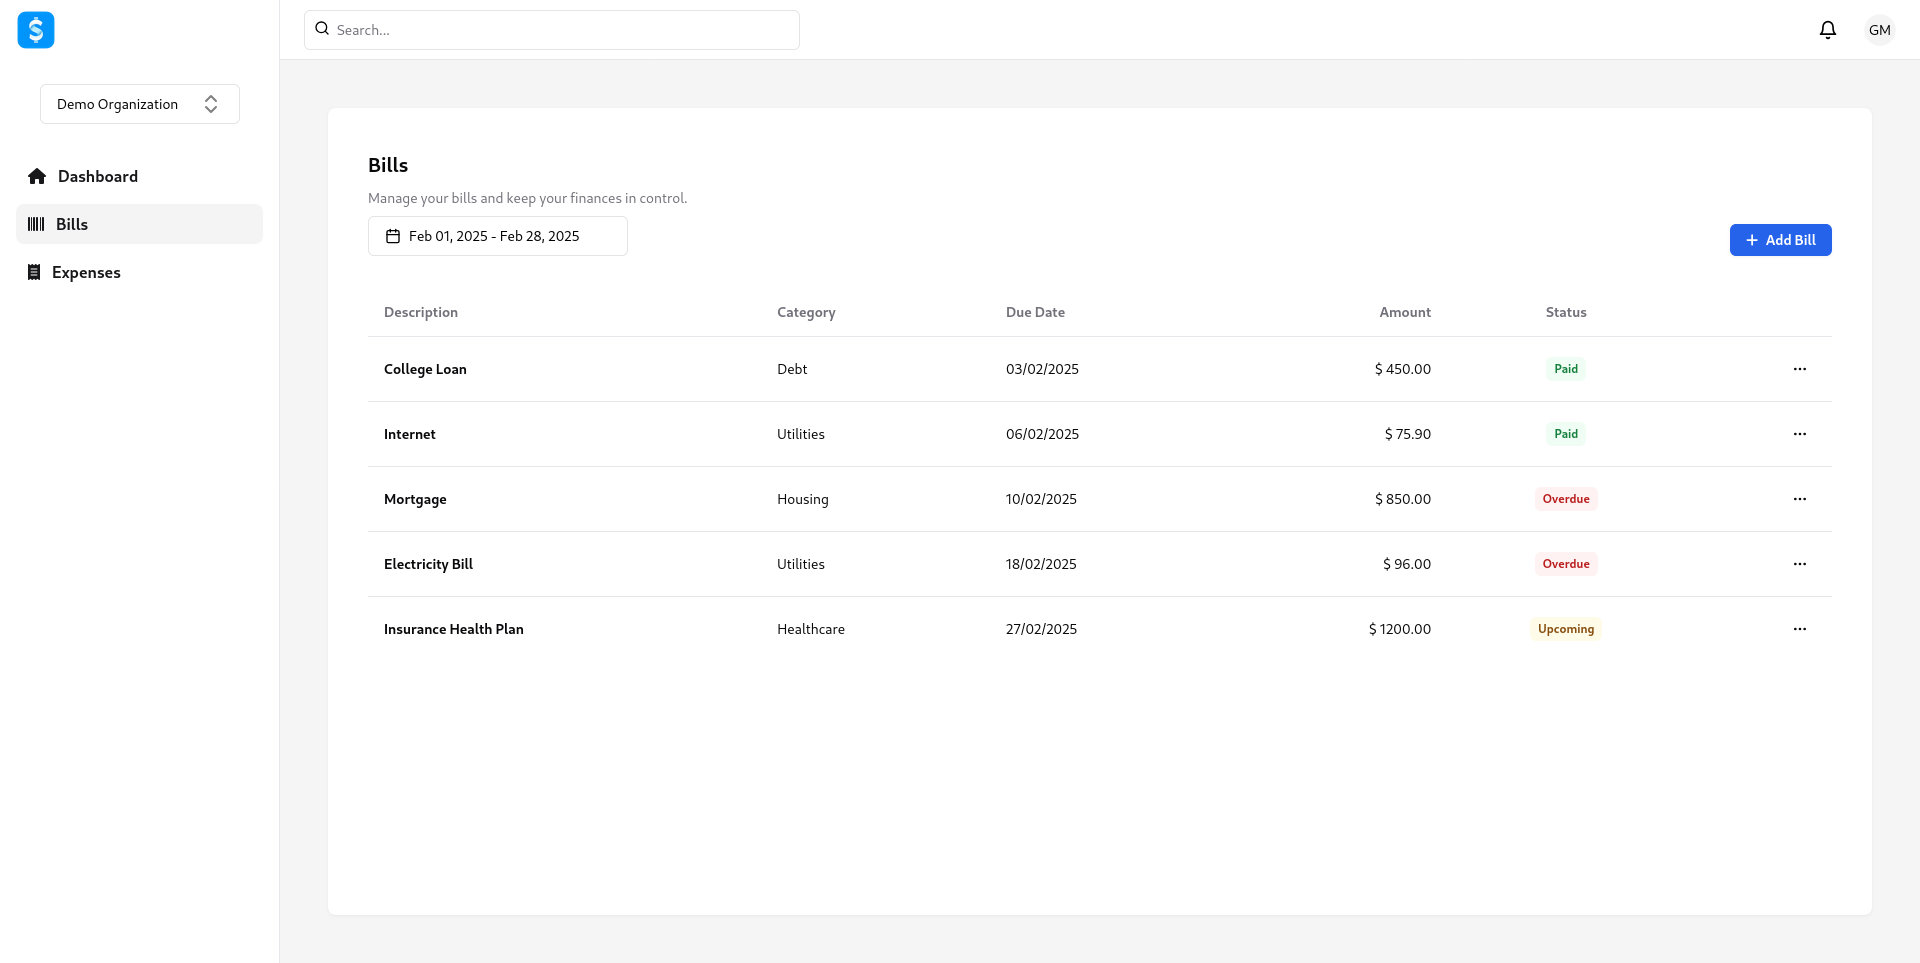 $
Search...
GM
Demo Organization
Dashboard
Bills
Expenses
Bills
Manage your bills and keep your finances in control.
Feb 01, 2025 - Feb 28, 2025
+ Add Bill
Description Category Due Date Amount Status
College Loan Debt 03/02/2025 $ 450.00 Paid ...
Internet Utilities 06/02/2025 $ 75.90 Paid ...
Mortgage Housing 10/02/2025 $ 850.00 Overdue ...
Electricity Bill Utilities 18/02/2025 $ 96.00 Overdue ...
Insurance Health Plan Healthcare 27/02/2025 $ 1200.00 Upcoming ...